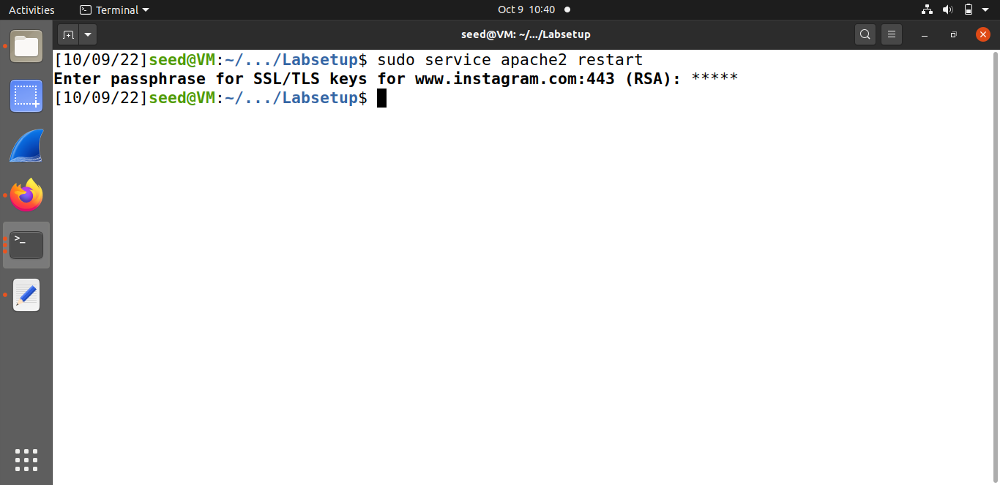 Activities Terminal Oct 9 10:40
seed@VM: ~/.../Labsetup
[10/09/22]seed@VM:~/.../Labsetup$ sudo service apache2 restart
Enter passphrase for SSL/TLS keys for www.instagram.com:443 (RSA): *****
[10/09/22]seed@VM:~/.../Labsetup$
>_